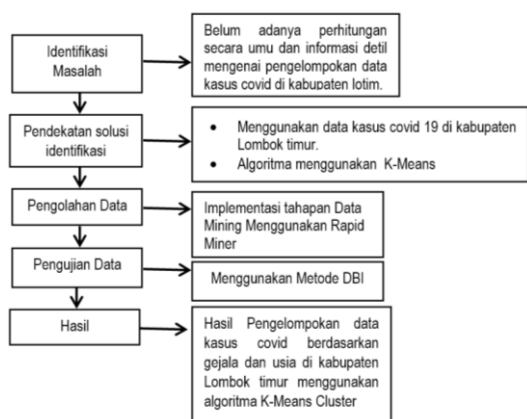 Identifikasi
Masalah
Belum adanya perhitungan
secara umu dan informasi detil
mengenai pengelompokan data
kasus covid di kabupaten lotim.
Pendekatan solusi
identifikasi
• Menggunakan data kasus covid 19 di kabupaten
Lombok timur.
• Algoritma menggunakan K-Means
Pengolahan Data
Implementasi tahapan Data
Mining Menggunakan Rapid
Miner
Pengujian Data
Menggunakan Metode DBI
Hasil
Hasil Pengelompokan data
kasus covid berdasarkan
gejala dan usia di kabupaten
Lombok timur menggunakan
algoritma K-Means Cluster